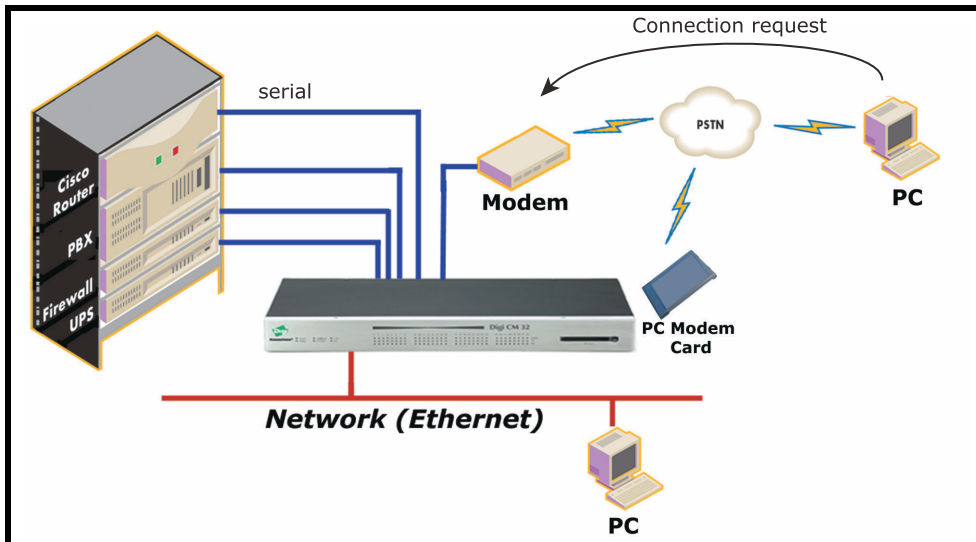 Connection request
serial
PSTN
Cisco
Router
Modem
PC
PBX
Firewall
UPS
Digi CM 32
PC Modem
Card
Network (Ethernet)
PC